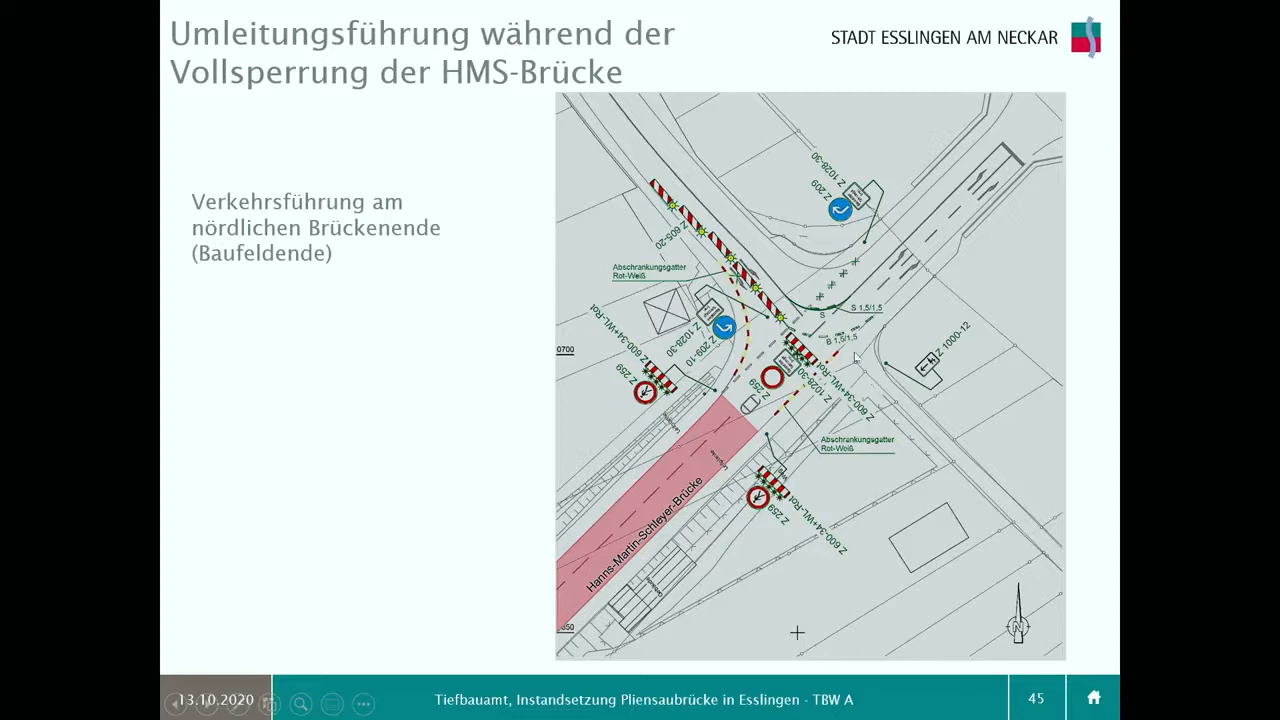 Umleitungsführung während der
Vollsperrung der HMS-Brücke
STADT ESSLINGEN AM NECKAR
Verkehrsführung am
nördlichen Brückenende
(Baufeldende)
Z 1028-30
Z 209
Z 605-20
Abschrankungsgatter
Rot-Weiß
S 1,5/1,5
S
B 1,5/1,5
Z 1000-12
Z 1028-30
Z 209-10
Z 600-34+WL-Rot
Z 259
0700
Z 259
Z 1028-30
Z 600-34+WL-Rot
Abschrankungsgatter
Rot-Weiß
Z 259
Z 600-34+WL-Rot
Hanns-Martin-Schleyer-Brücke
N
13.10.2020
Tiefbauamt, Instandsetzung Pliensaubrücke in Esslingen - TBW A
45